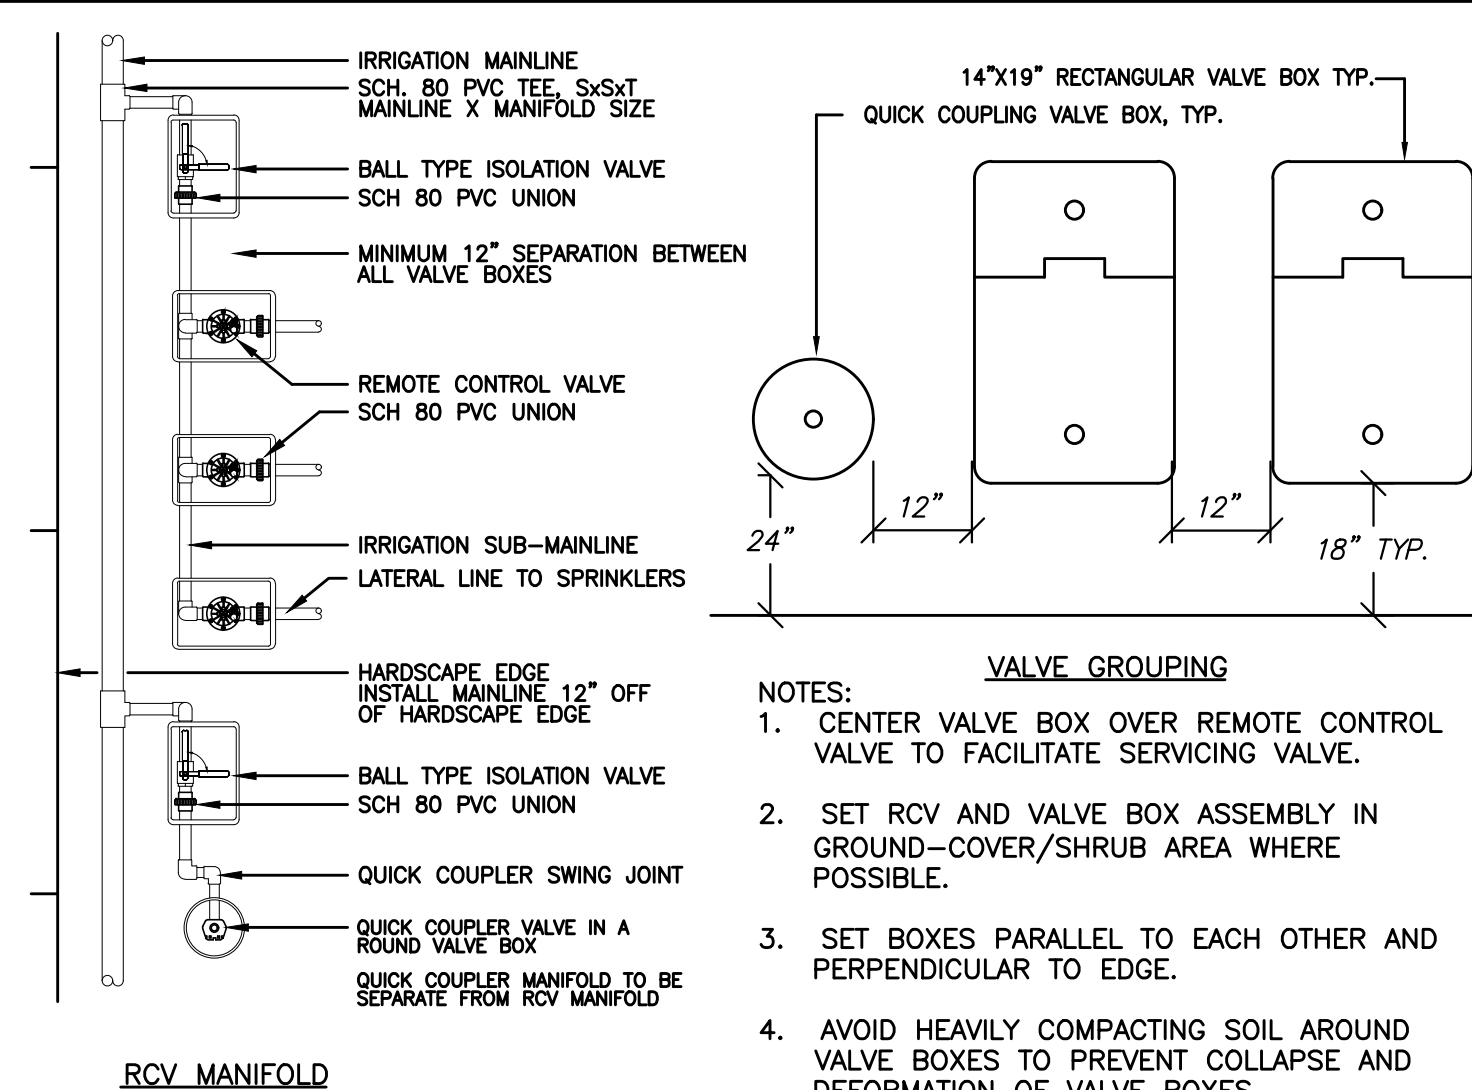 IRRIGATION MAINLINE
SCH. 80 PVC TEE, SxSxT
MAINLINE X MANIFOLD SIZE
BALL TYPE ISOLATION VALVE
SCH 80 PVC UNION
MINIMUM 12" SEPARATION BETWEEN
ALL VALVE BOXES
REMOTE CONTROL VALVE
SCH 80 PVC UNION
IRRIGATION SUB-MAINLINE
LATERAL LINE TO SPRINKLERS
HARDSCAPE EDGE
INSTALL MAINLINE 12" OFF
OF HARDSCAPE EDGE
BALL TYPE ISOLATION VALVE
SCH 80 PVC UNION
QUICK COUPLER SWING JOINT
QUICK COUPLER VALVE IN A
ROUND VALVE BOX
QUICK COUPLER MANIFOLD TO BE
SEPARATE FROM RCV MANIFOLD
RCV MANIFOLD
14"X19" RECTANGULAR VALVE BOX TYP.
QUICK COUPLING VALVE BOX, TYP.
12"
12"
24"
18" TYP.
VALVE GROUPING
NOTES:
1. CENTER VALVE BOX OVER REMOTE CONTROL
VALVE TO FACILITATE SERVICING VALVE.
2. SET RCV AND VALVE BOX ASSEMBLY IN
GROUND-COVER/SHRUB AREA WHERE
POSSIBLE.
3. SET BOXES PARALLEL TO EACH OTHER AND
PERPENDICULAR TO EDGE.
4. AVOID HEAVILY COMPACTING SOIL AROUND
VALVE BOXES TO PREVENT COLLAPSE AND
DEFORMATION OF VALVE BOXES